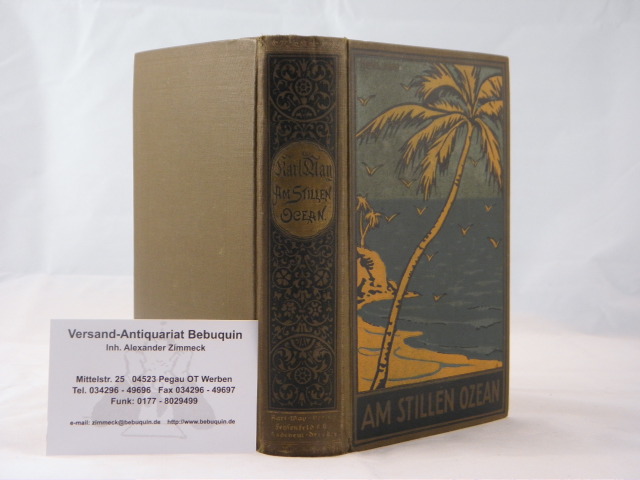 Karl May
AM STILLEN
OCEAN.
AM STILLEN OZEAN
Versand-Antiquariat Bebuquin
Inh. Alexander Zimmeck
Mittelstr. 25 04523 Pegau OT Werben
Tel. 034296 - 49696 Fax 034296 - 49697
Funk: 0177 - 8029499
e-mail: zimmeck@bebuquin.de http://www.bebuquin.de